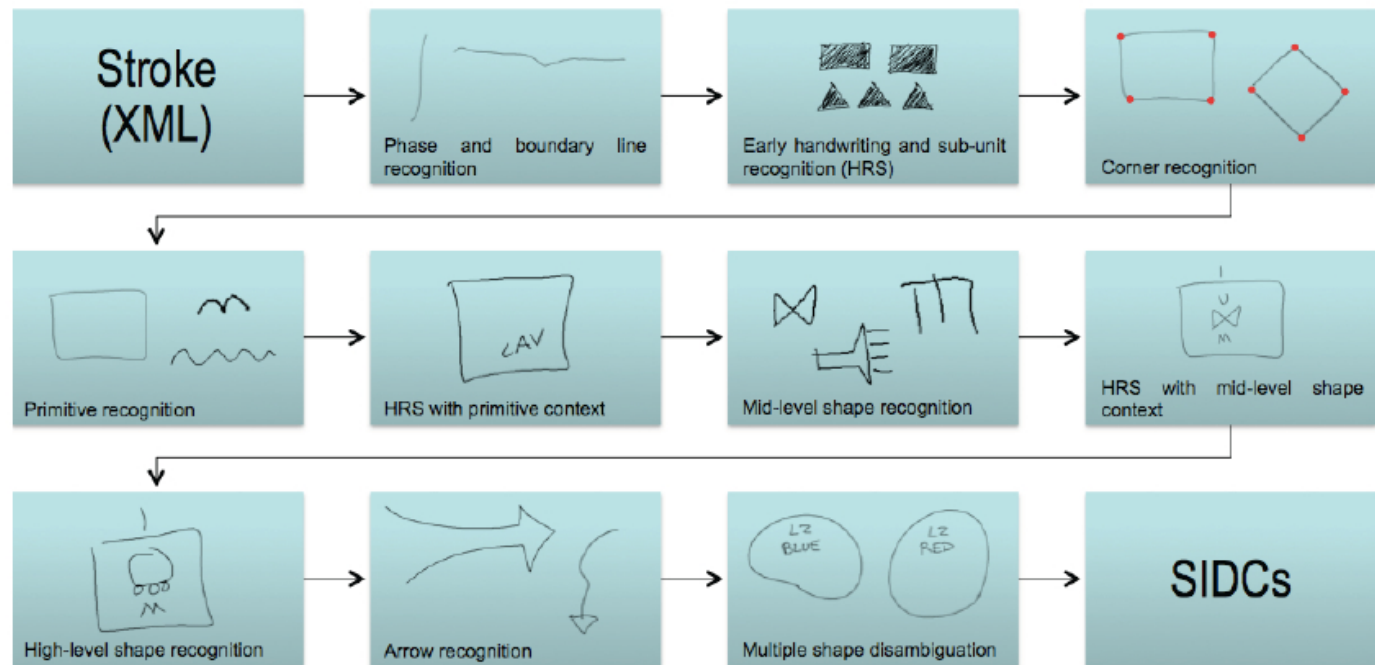 Stroke
(XML)
Phase and boundary line
recognition
Early handwriting and sub-unit
recognition (HRS)
Corner recognition
Primitive recognition
LAV
HRS with primitive context
Mid-level shape recognition
U
M
HRS with mid-level shape
context
M
High-level shape recognition
Arrow recognition
LZ
BLUE
LZ
RED
Multiple shape disambiguation
SIDCs